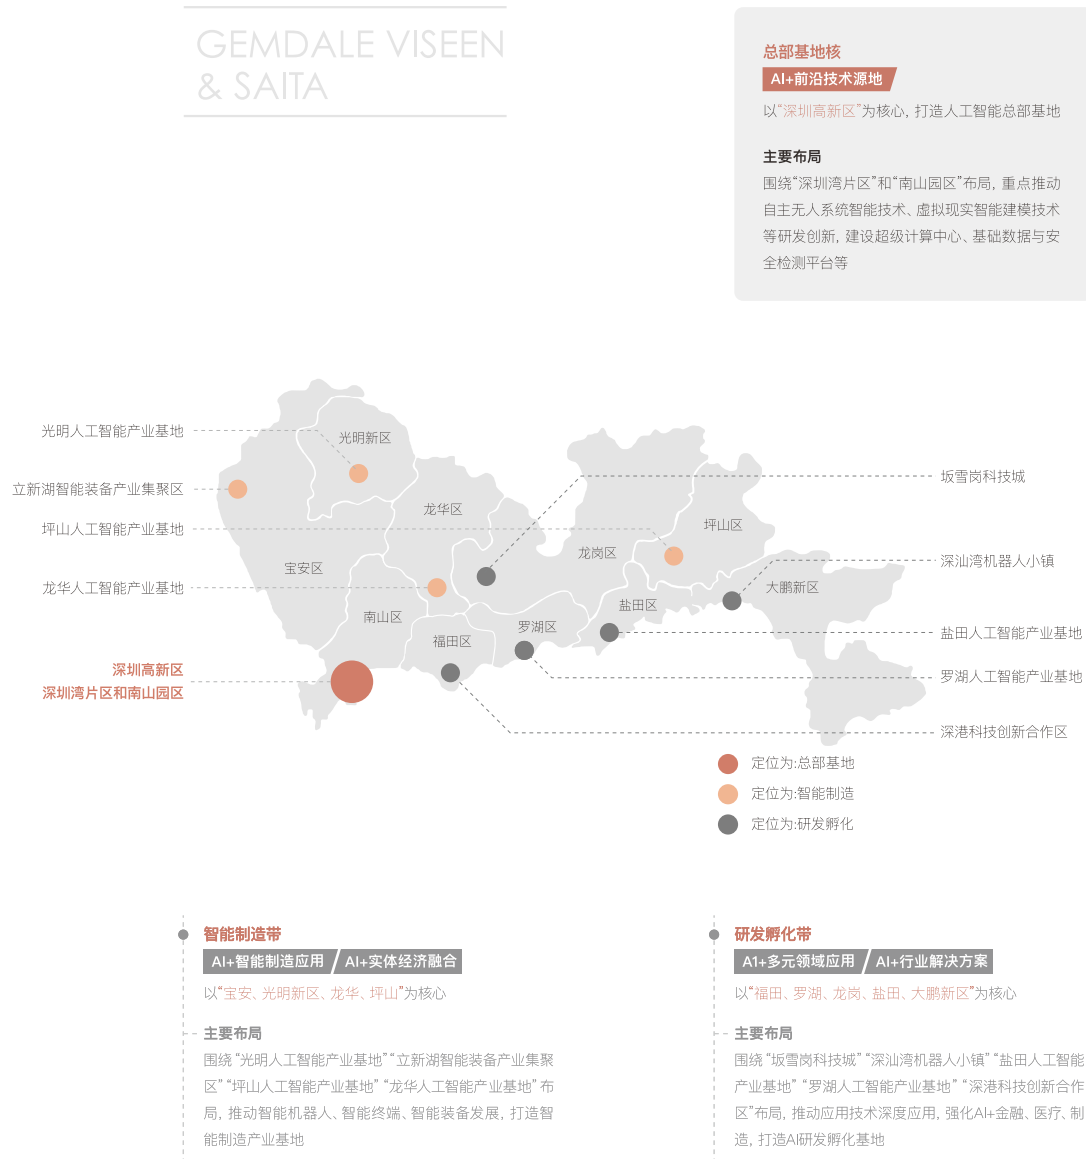 GEMDALE VISEEN
& SAITA
总部基地核
AI+前沿技术源地
以“深圳高新区”为核心, 打造人工智能总部基地
主要布局
围绕“深圳湾片区”和“南山园区”布局, 重点推动
自主无人系统智能技术、虚拟现实智能建模技术
等研发创新, 建设超级计算中心、基础数据与安
全检测平台等
光明人工智能产业基地
立新湖智能装备产业集聚区
坪山人工智能产业基地
龙华人工智能产业基地
深圳高新区
深圳湾片区和南山园区
光明新区
龙华区
宝安区
南山区
福田区
罗湖区
龙岗区
盐田区
坪山区
大鹏新区
坂雪岗科技城
深汕湾机器人小镇
盐田人工智能产业基地
罗湖人工智能产业基地
深港科技创新合作区
定位为:总部基地
定位为:智能制造
定位为:研发孵化
智能制造带
AI+智能制造应用 / AI+实体经济融合
以“宝安、光明新区、龙华、坪山”为核心
主要布局
围绕“光明人工智能产业基地”“立新湖智能装备产业集聚
区”“坪山人工智能产业基地”“龙华人工智能产业基地”布
局, 推动智能机器人、智能终端、智能装备发展, 打造智
能制造产业基地
研发孵化带
A1+多元领域应用 / AI+行业解决方案
以“福田、罗湖、龙岗、盐田、大鹏新区”为核心
主要布局
围绕“坂雪岗科技城”“深汕湾机器人小镇”“盐田人工智能
产业基地”“罗湖人工智能产业基地”“深港科技创新合作
区”布局, 推动应用技术深度应用, 强化AI+金融、医疗、制
造, 打造AI研发孵化基地